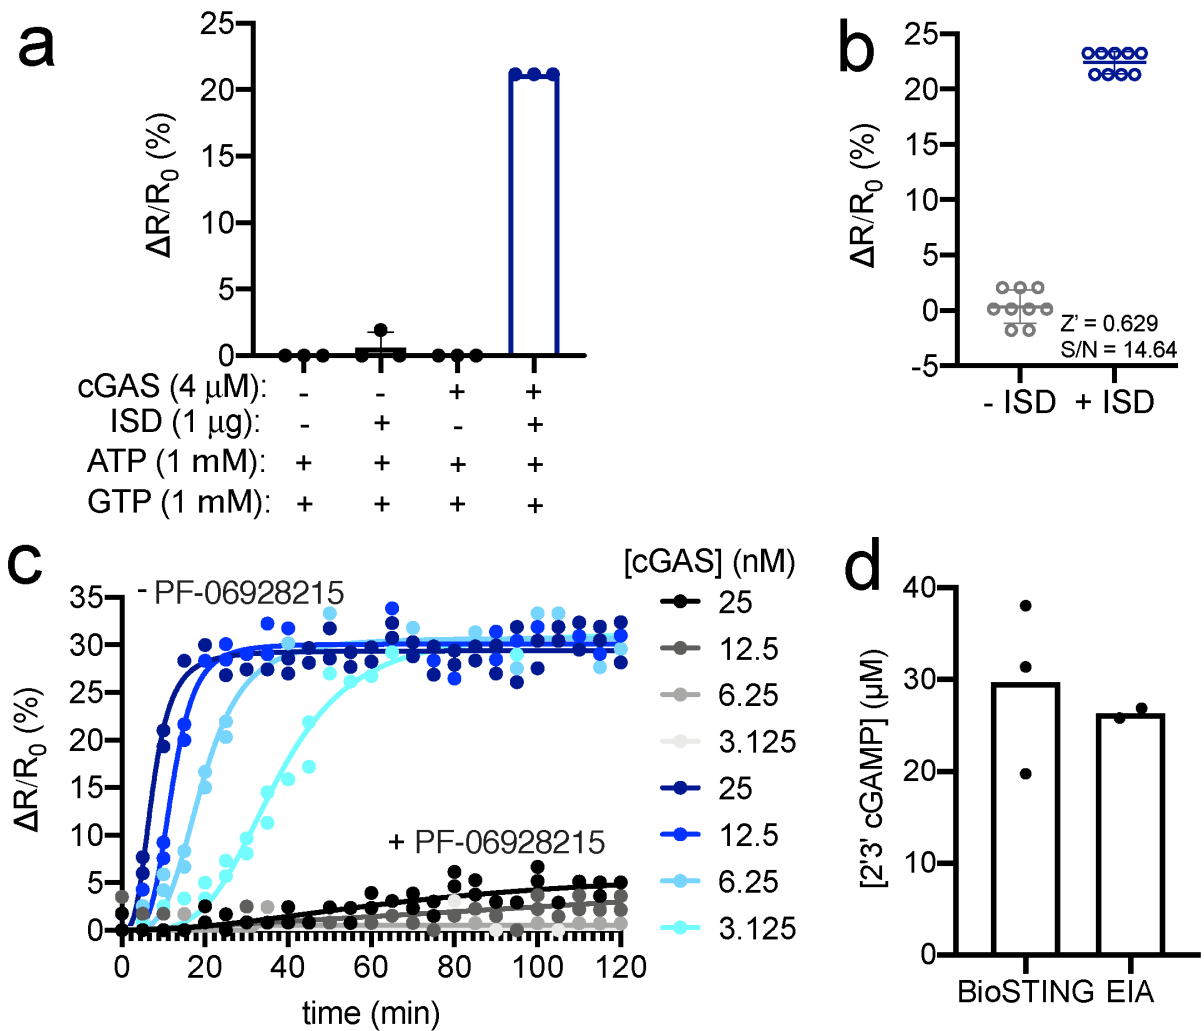 a
25
20
15
10
5
0
ΔR/R0 (%)
cGAS (4 μM): - - + +
ISD (1 μg): - + - +
ATP (1 mM): + + + +
GTP (1 mM): + + + +
b
25
20
15
10
5
0
-5
ΔR/R0 (%)
Z’ = 0.629
S/N = 14.64
- ISD + ISD
c
- PF-06928215
35
30
25
20
15
10
5
0
ΔR/R0 (%)
+ PF-06928215
0 20 40 60 80 100 120
time (min)
[cGAS] (nM)
25
12.5
6.25
3.125
25
12.5
6.25
3.125
d
40
30
20
10
0
[2’3’ cGAMP] (μM)
BioSTING EIA